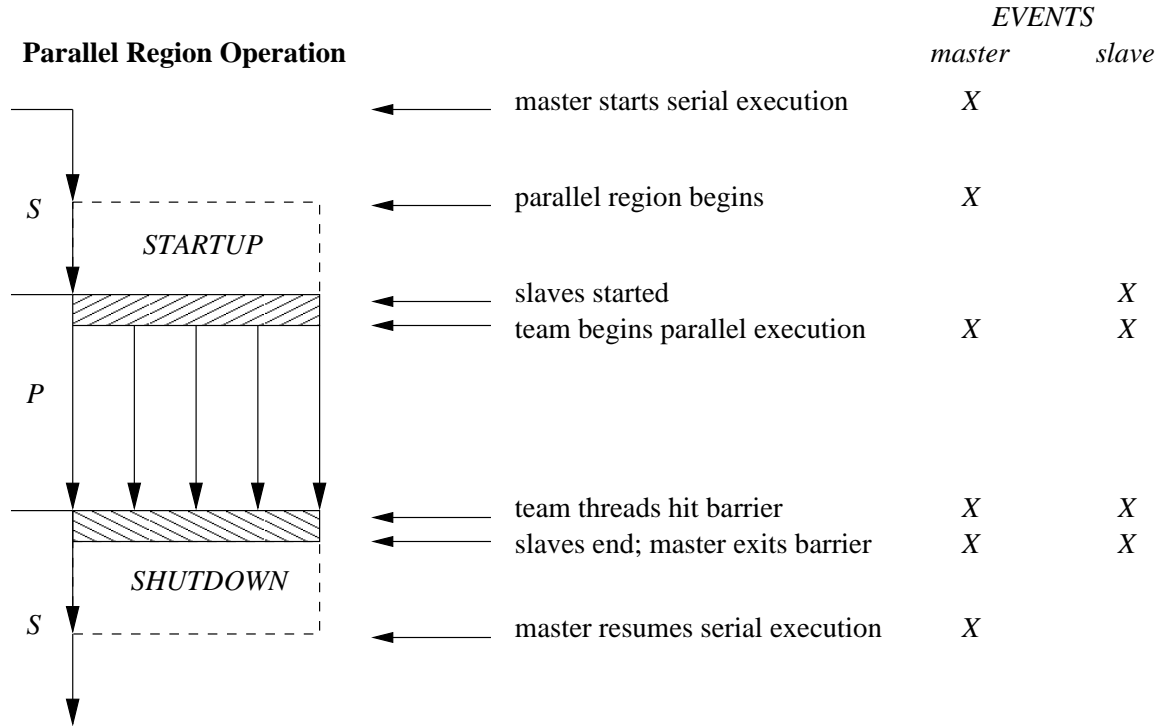 EVENTS
Parallel Region Operation master slave
master starts serial execution X
S parallel region begins X
STARTUP
slaves started X
team begins parallel execution X X
P
team threads hit barrier X X
slaves end; master exits barrier X X
SHUTDOWN
S master resumes serial execution X